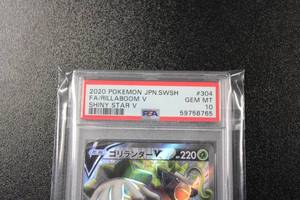 2020 POKEMON JPN.SWSH #304
FA/RILLABOOM V GEM MT
SHINY STAR V 10
PSA 59758765
ゴリランダーV 220